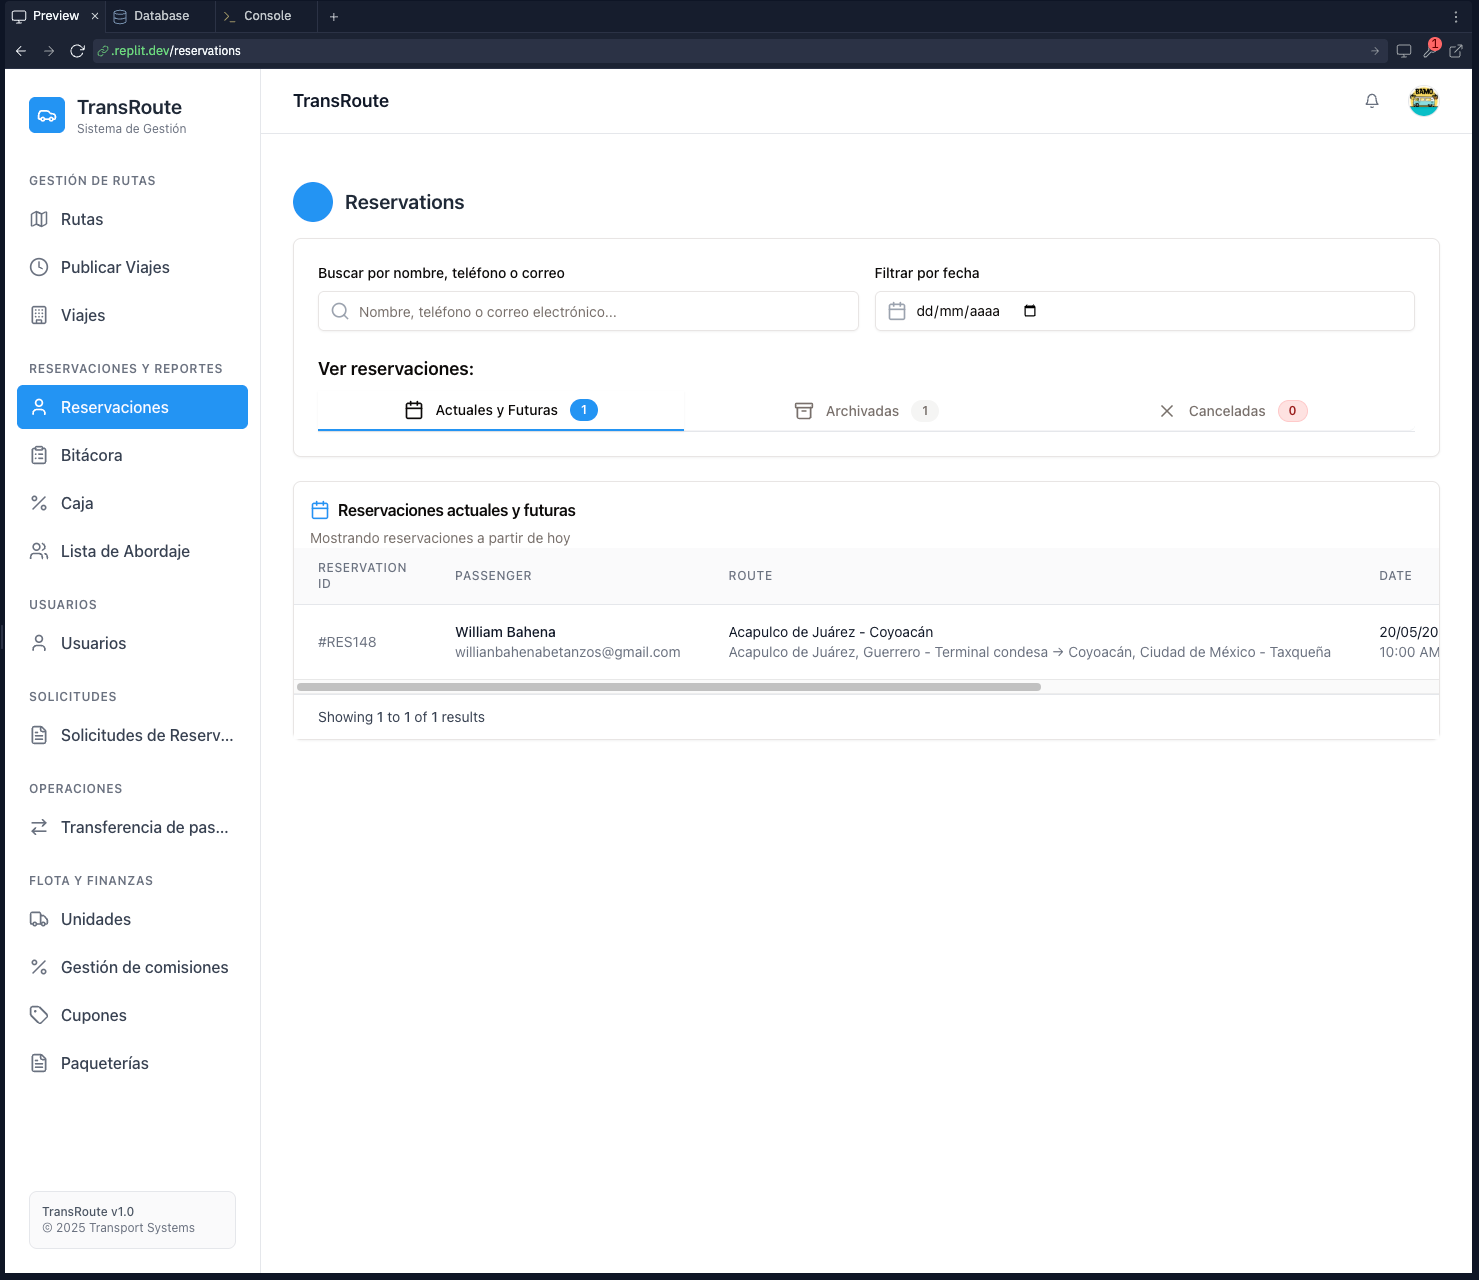 Preview
Database
Console
.replit.dev/reservations
1
TransRoute
Sistema de Gestión
GESTIÓN DE RUTAS
Rutas
Publicar Viajes
Viajes
RESERVACIONES Y REPORTES
Reservaciones
Bitácora
Caja
Lista de Abordaje
USUARIOS
Usuarios
SOLICITUDES
Solicitudes de Reserv...
OPERACIONES
Transferencia de pas...
FLOTA Y FINANZAS
Unidades
Gestión de comisiones
Cupones
Paqueterías
TransRoute v1.0
© 2025 Transport Systems
TransRoute
BAMO
Reservations
Buscar por nombre, teléfono o correo
Nombre, teléfono o correo electrónico...
Filtrar por fecha
dd/mm/aaaa
Ver reservaciones:
Actuales y Futuras 1
Archivadas 1
Canceladas 0
Reservaciones actuales y futuras
Mostrando reservaciones a partir de hoy
RESERVATION ID
PASSENGER
ROUTE
DATE
#RES148
William Bahena
willianbahenabetanzos@gmail.com
Acapulco de Juárez - Coyoacán
Acapulco de Juárez, Guerrero - Terminal condesa → Coyoacán, Ciudad de México - Taxqueña
20/05/20
10:00 AM
Showing 1 to 1 of 1 results